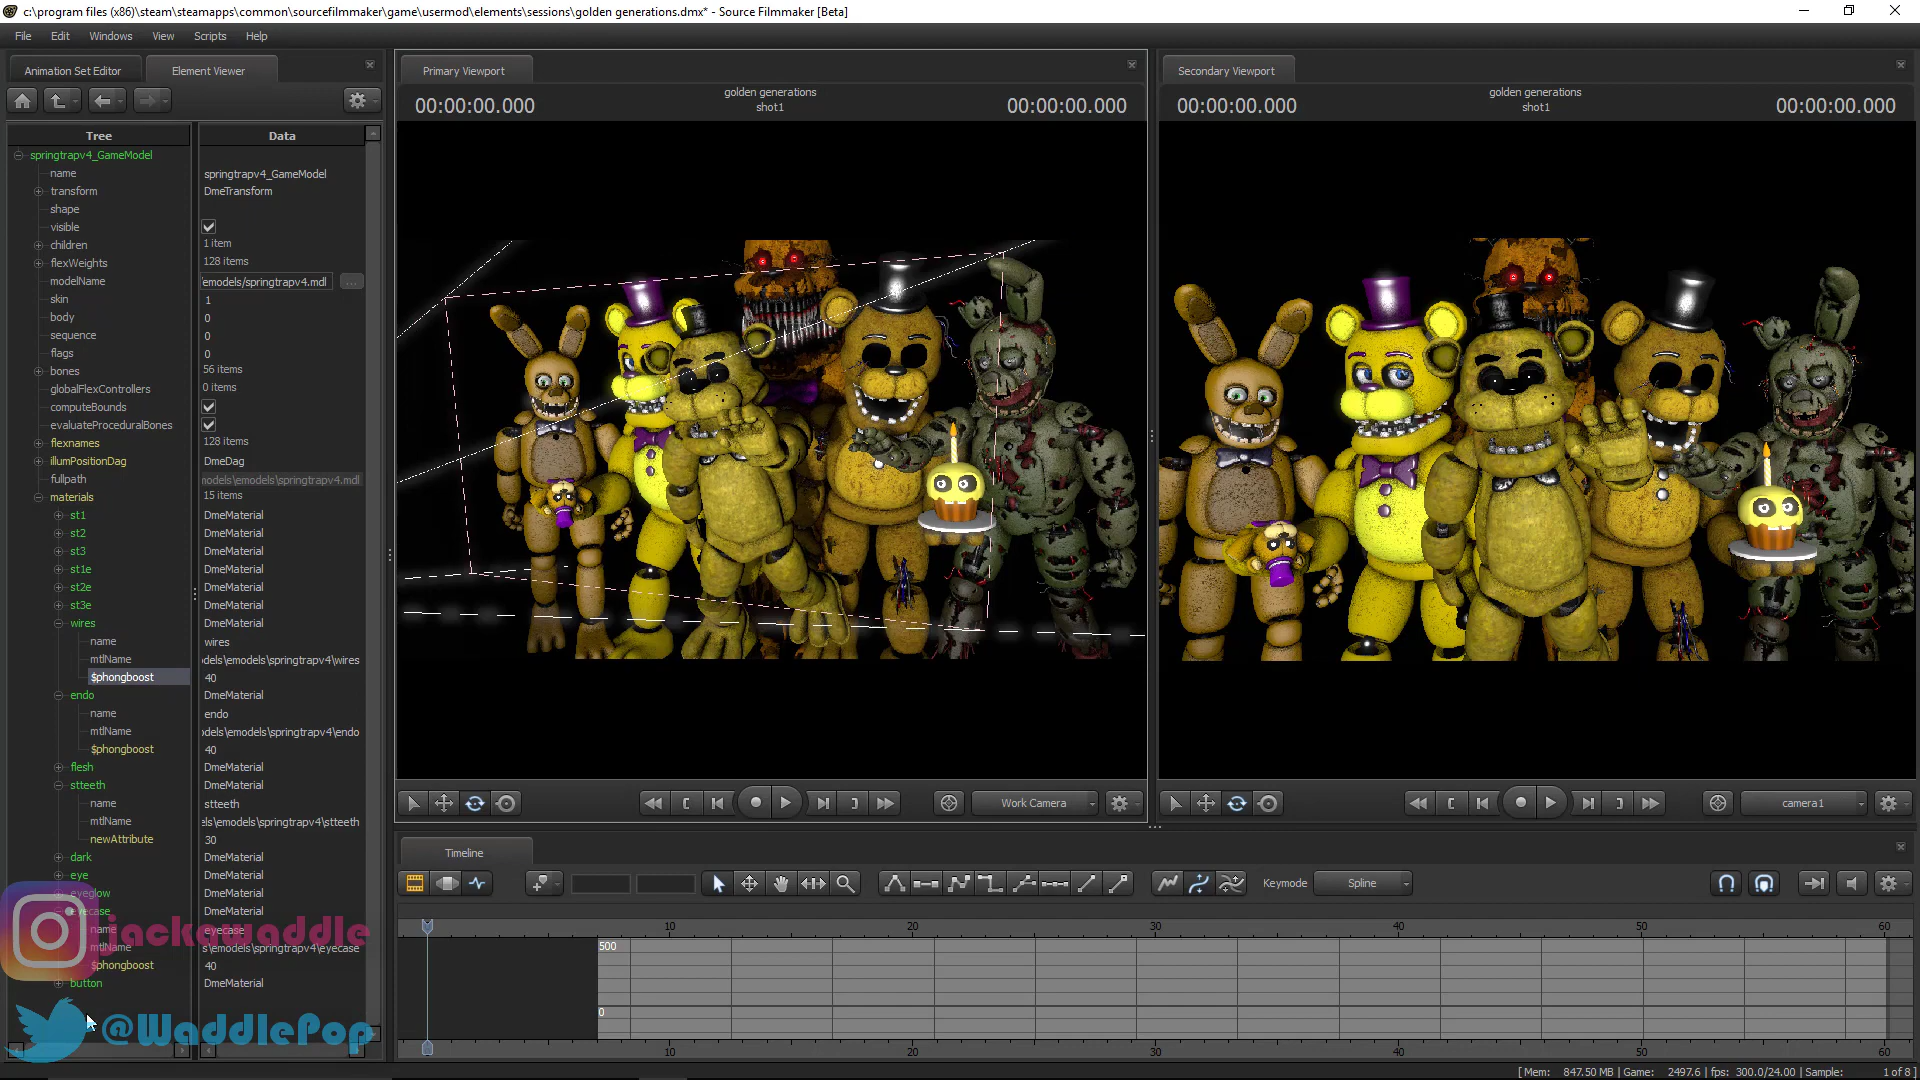 c:\program files (x86)\steam\steamapps\common\sourcefilmmaker\game\usermod\elements\sessions\golden generations.dmx* - Source Filmmaker [Beta]
File Edit Windows View Scripts Help
Animation Set Editor Element Viewer
Tree Data
springtrapv4_GameModel
name springtrapv4_GameModel
transform DmeTransform
shape
visible
children 1 item
flexWeights 128 items
modelName emodels/springtrapv4.mdl ...
skin 1
body 0
sequence 0
flags 0
bones 56 items
globalFlexControllers 0 items
computeBounds
evaluateProceduralBones
flexnames 128 items
illumPositionDag DmeDag
fullpath models\emodels\springtrapv4.mdl
materials 15 items
st1 DmeMaterial
st2 DmeMaterial
st3 DmeMaterial
st1e DmeMaterial
st2e DmeMaterial
st3e DmeMaterial
wires DmeMaterial
name wires
mtlName dels\emodels\springtrapv4\wires
$phongboost 40
endo DmeMaterial
name endo
mtlName dels\emodels\springtrapv4\endo
$phongboost 40
flesh DmeMaterial
stteeth DmeMaterial
name stteeth
mtlName els\emodels\springtrapv4\stteeth
newAttribute 30
dark DmeMaterial
eye DmeMaterial
eyeglow DmeMaterial
eyecase DmeMaterial
name eyecase
mtlName s\emodels\springtrapv4\eyecase
$phongboost 40
button DmeMaterial
jackawaddle
@WaddlePop
Primary Viewport
00:00:00.000 golden generations 00:00:00.000
shot1
Work Camera
Secondary Viewport
00:00:00.000 golden generations 00:00:00.000
shot1
camera1
Timeline
Keymode Spline
10 20 30 40 50 60
500
0
10 20 30 40 50 60
[ Mem: 847.50 MB | Game: 2497.6 | fps: 300.0/24.00 | Sample: 1 of 8 ]